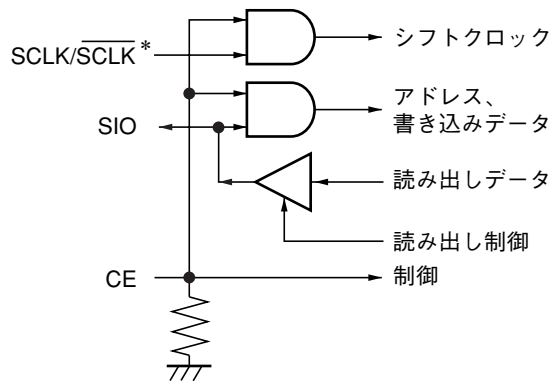 SCLK/SCLK *
シフトクロック
アドレス、
書き込みデータ
SIO
読み出しデータ
読み出し制御
CE
制御